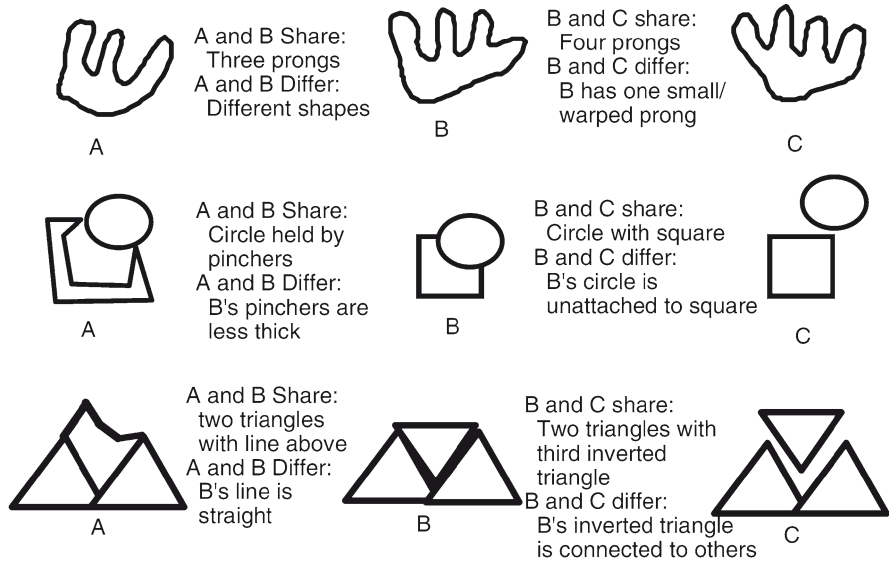 A and B Share:
Three prongs
A and B Differ:
Different shapes
B and C share:
Four prongs
B and C differ:
B has one small/
warped prong
A
B
C
A and B Share:
Circle held by
pinchers
A and B Differ:
B's pinchers are
less thick
B and C share:
Circle with square
B and C differ:
B's circle is
unattached to square
A
B
C
A and B Share:
two triangles
with line above
A and B Differ:
B's line is
straight
B and C share:
Two triangles with
third inverted
triangle
B and C differ:
B's inverted triangle
is connected to others
A
B
C